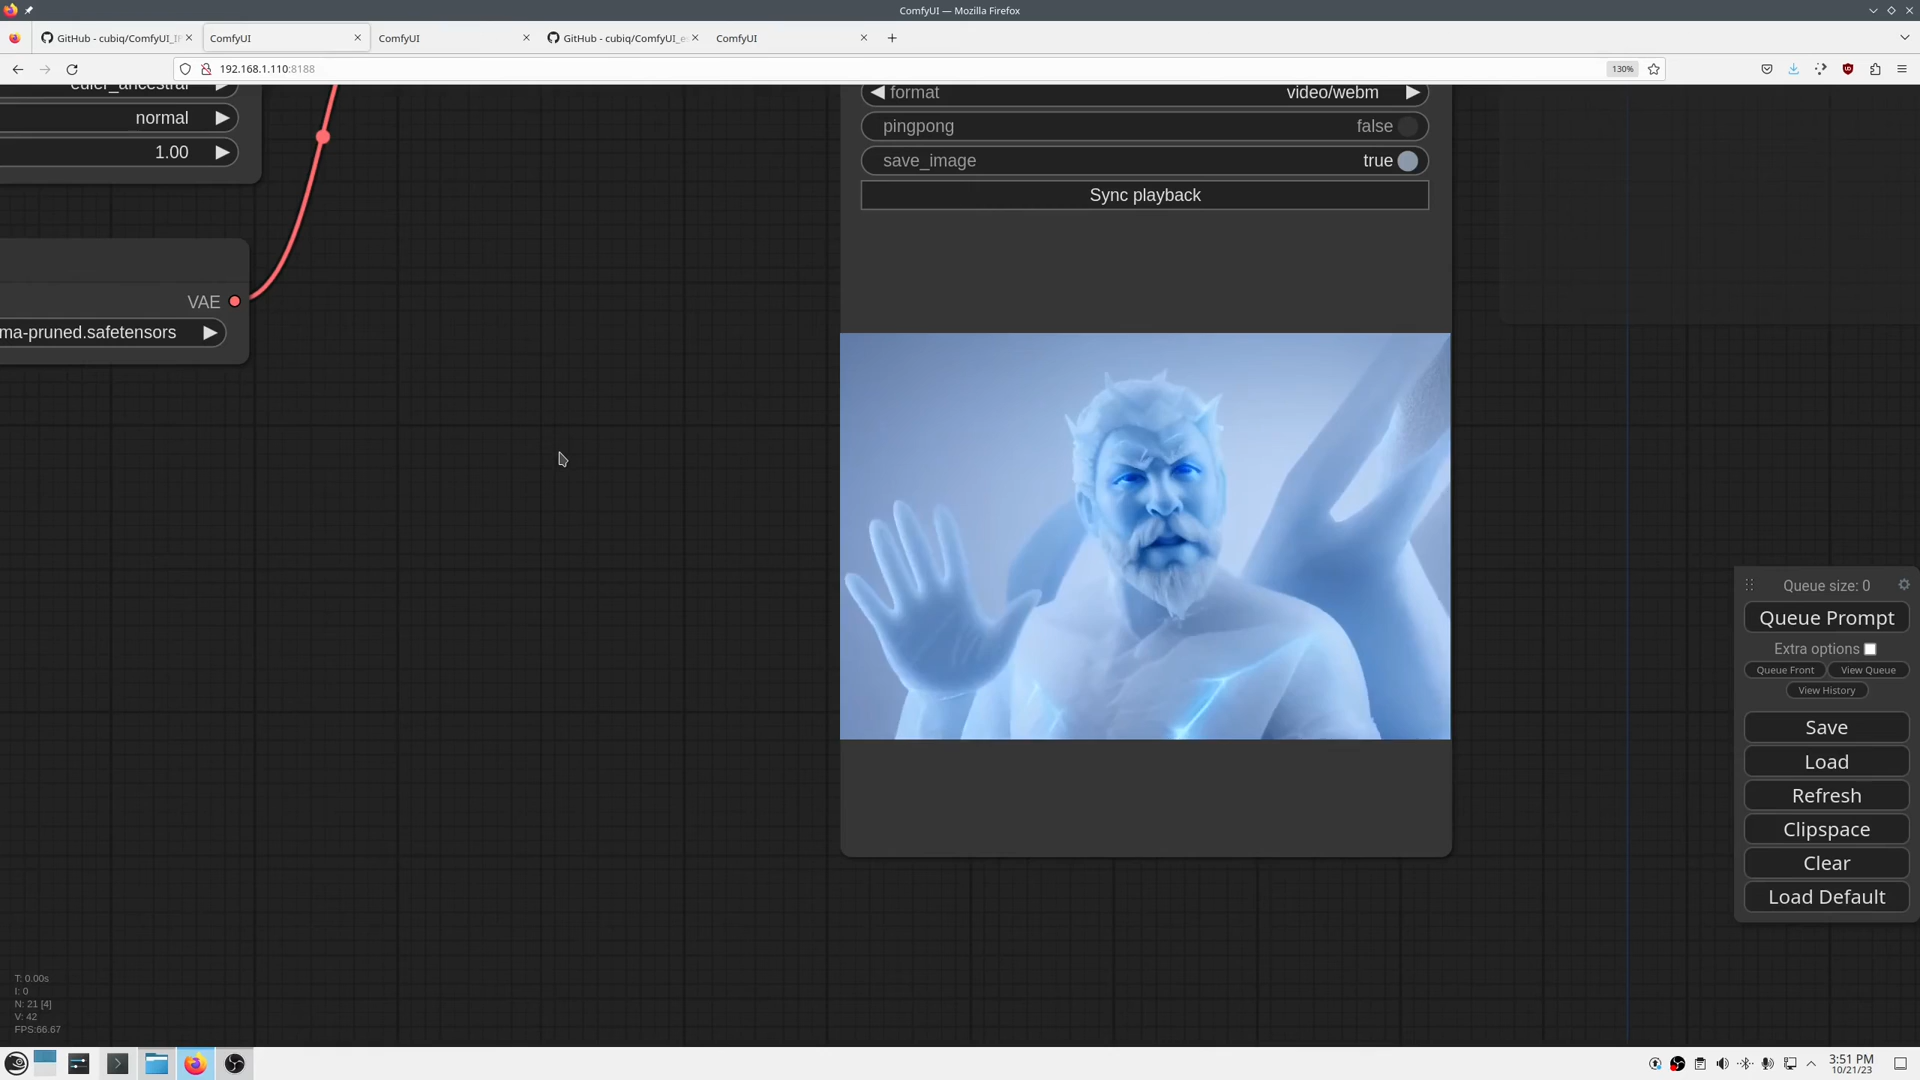 ComfyUI — Mozilla Firefox
GitHub - cubiq/ComfyUI_I
ComfyUI
ComfyUI
GitHub - cubiq/ComfyUI_e
ComfyUI
192.168.1.110:8188
130%
euler_ancestral
normal
1.00
VAE
ma-pruned.safetensors
format
video/webm
pingpong
false
save_image
true
Sync playback
Queue size: 0
Queue Prompt
Extra options
Queue Front
View Queue
View History
Save
Load
Refresh
Clipspace
Clear
Load Default
T: 0.00s
I: 0
N: 21 [4]
V: 42
FPS:66.67
3:51 PM
10/21/23